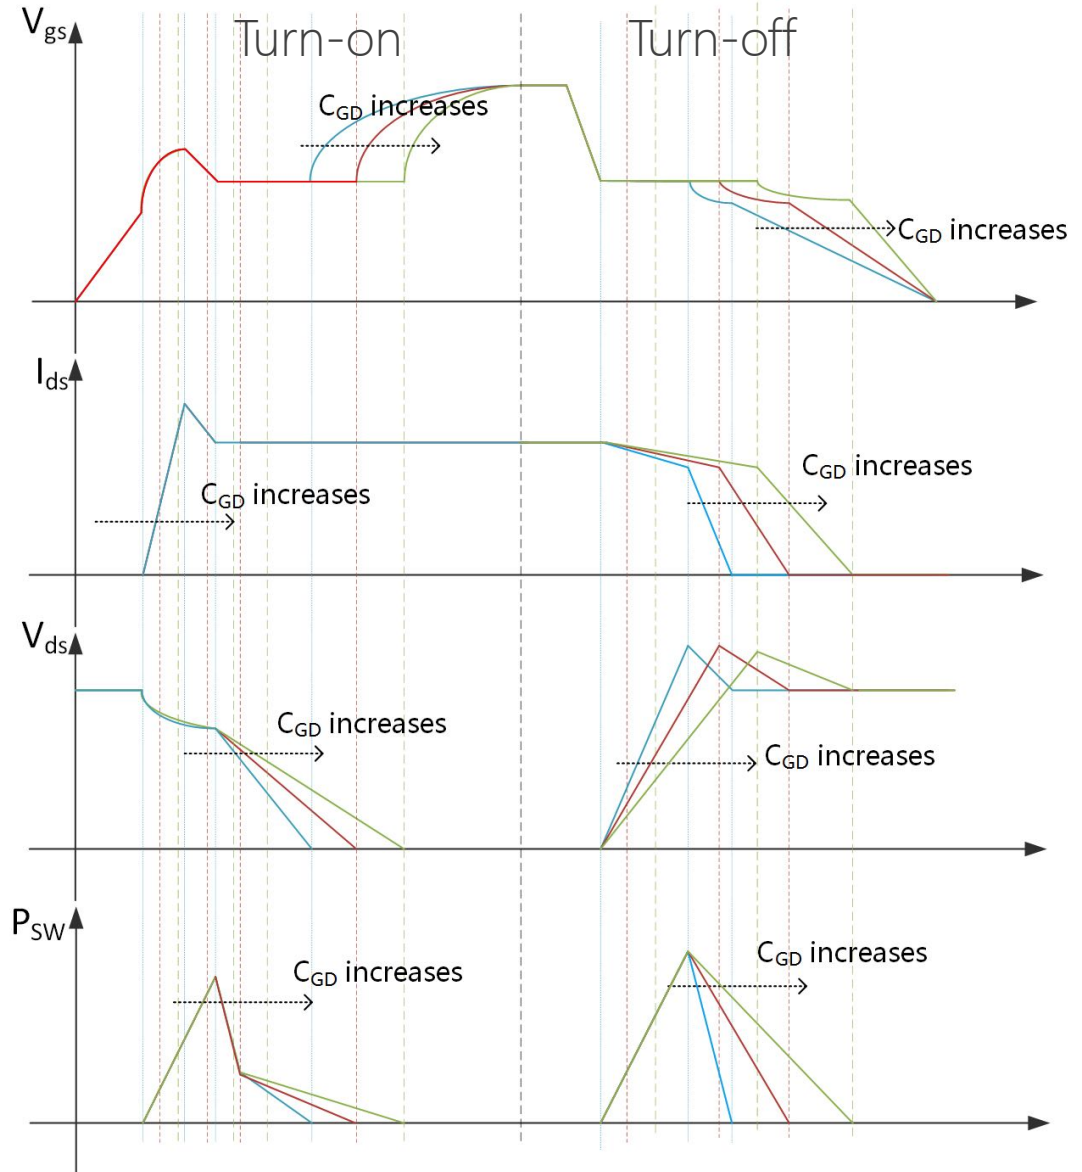 Turn-on
Turn-off
Vgs
CGD increases
CGD increases
Ids
CGD increases
CGD increases
Vds
CGD increases
CGD increases
PSW
CGD increases
CGD increases